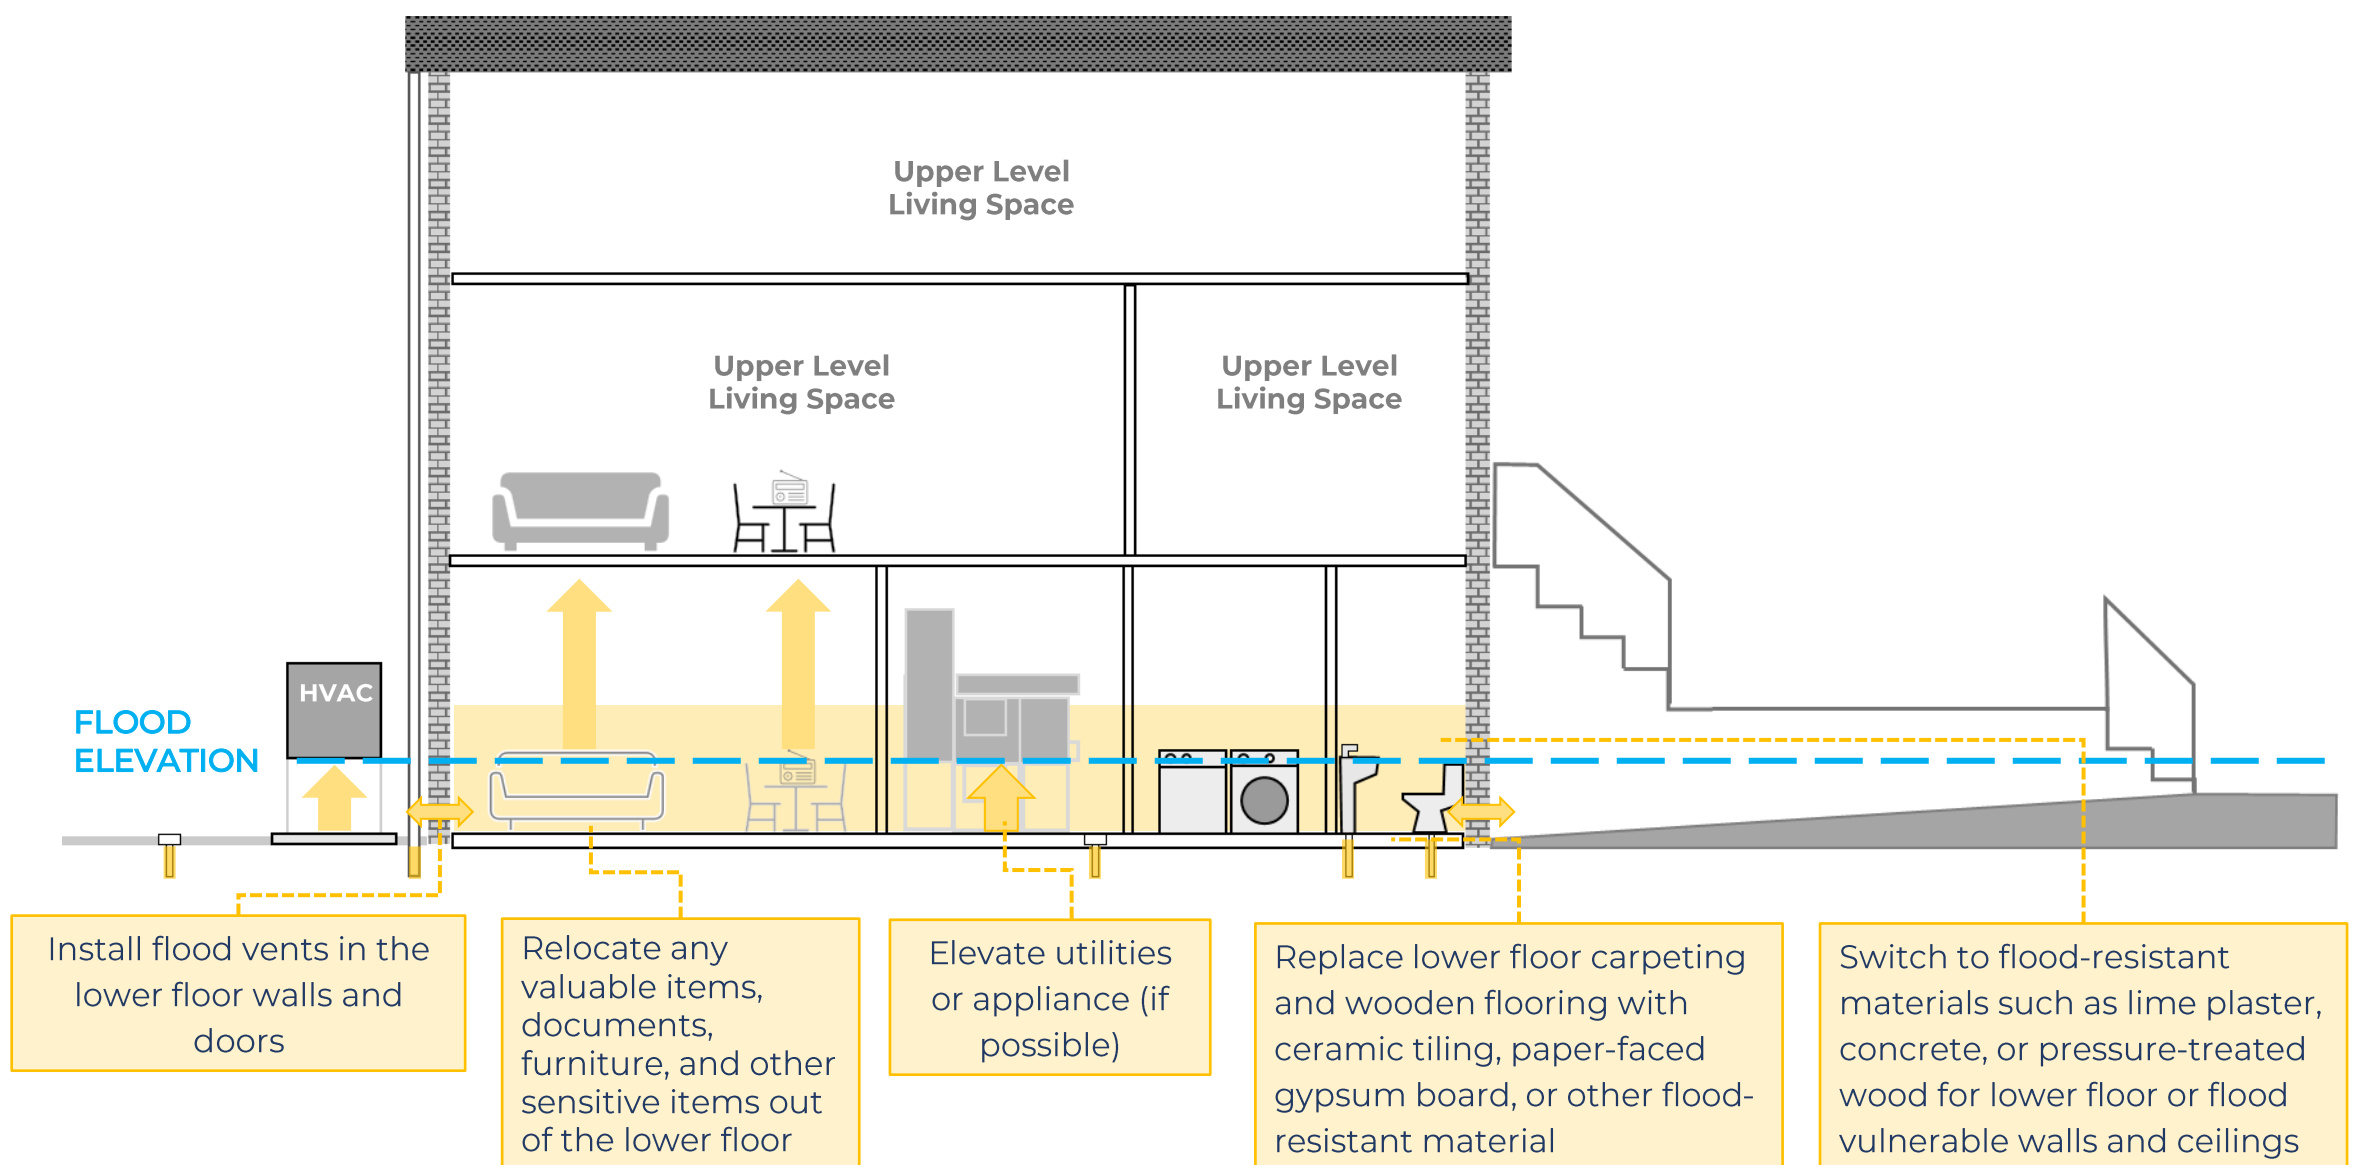 Upper Level
Living Space
Upper Level
Living Space
Upper Level
Living Space
HVAC
FLOOD
ELEVATION
Install flood vents in the
lower floor walls and
doors
Relocate any
valuable items,
documents,
furniture, and other
sensitive items out
of the lower floor
Elevate utilities
or appliance (if
possible)
Replace lower floor carpeting
and wooden flooring with
ceramic tiling, paper-faced
gypsum board, or other flood-
resistant material
Switch to flood-resistant
materials such as lime plaster,
concrete, or pressure-treated
wood for lower floor or flood
vulnerable walls and ceilings